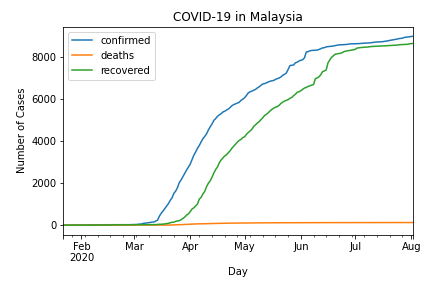 COVID-19 in Malaysia
confirmed
deaths
recovered
Number of Cases
8000
6000
4000
2000
0
Feb Mar Apr May Jun Jul Aug
2020
Day